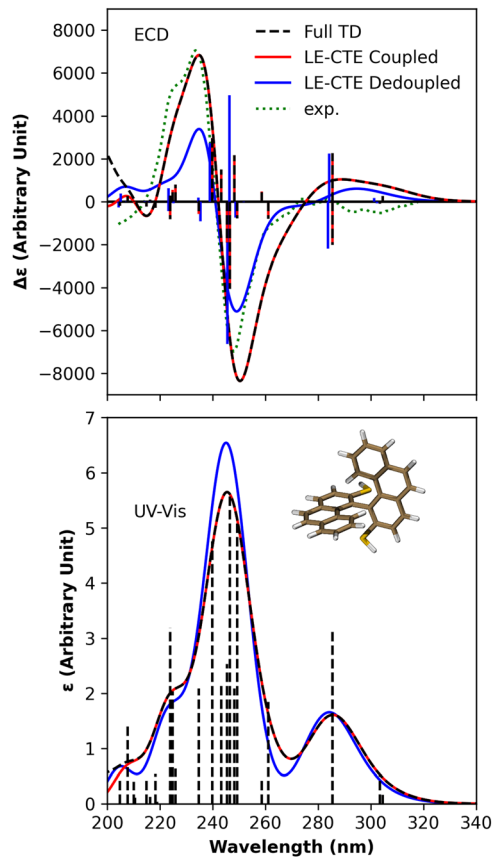 ECD
Full TD
LE-CTE Coupled
LE-CTE Dedoupled
exp.
8000
6000
4000
2000
0
−2000
−4000
−6000
−8000
Δε (Arbitrary Unit)
UV-Vis
SH
SH
7
6
5
4
3
2
1
0
ε (Arbitrary Unit)
200 220 240 260 280 300 320 340
Wavelength (nm)